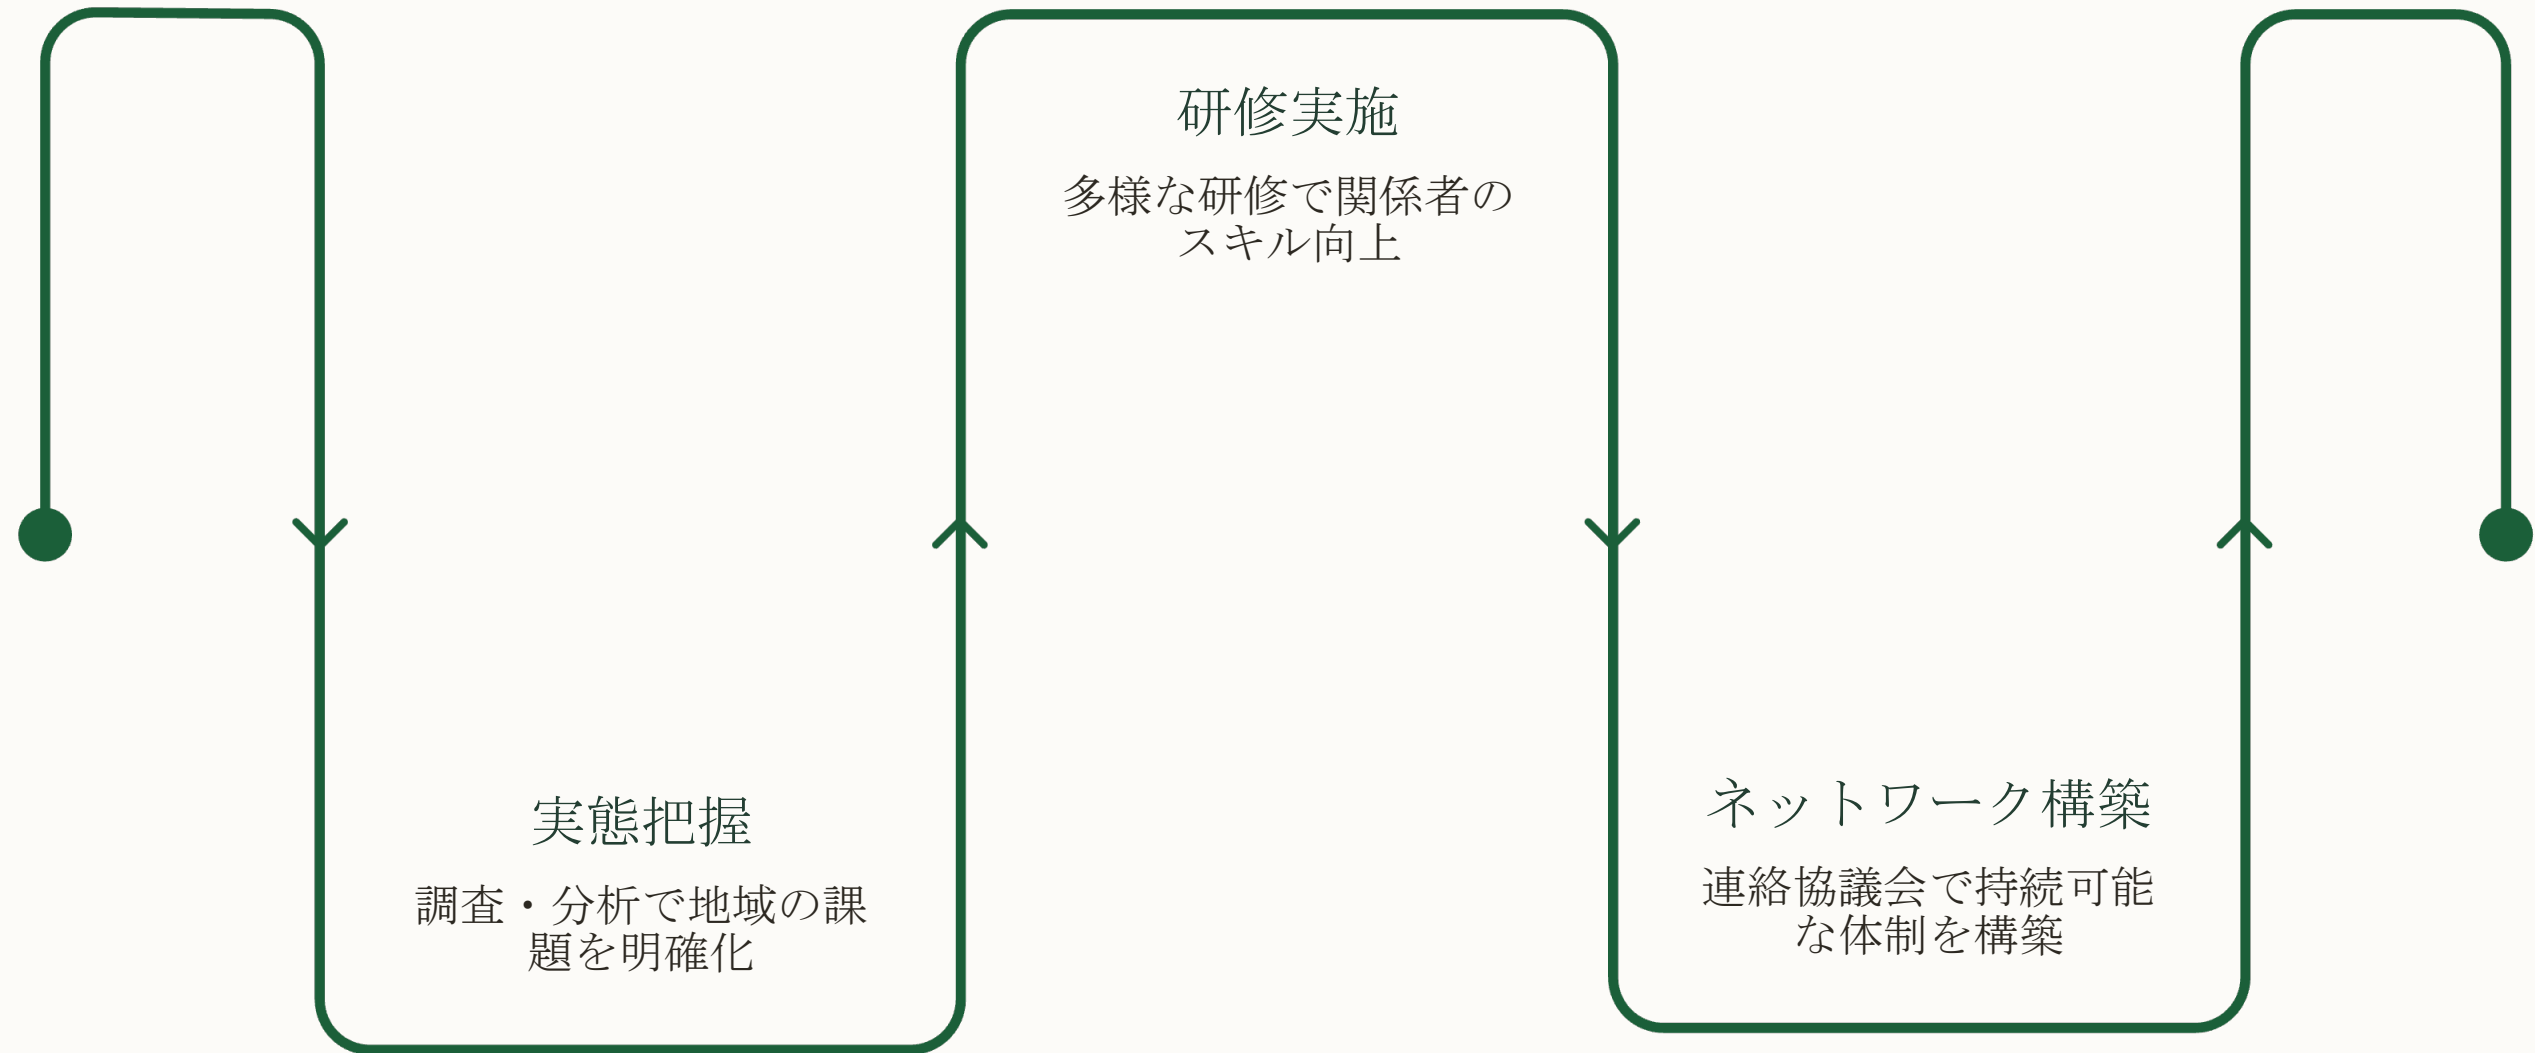 実態把握
調査・分析で地域の課
題を明確化
研修実施
多様な研修で関係者の
スキル向上
ネットワーク構築
連絡協議会で持続可能
な体制を構築